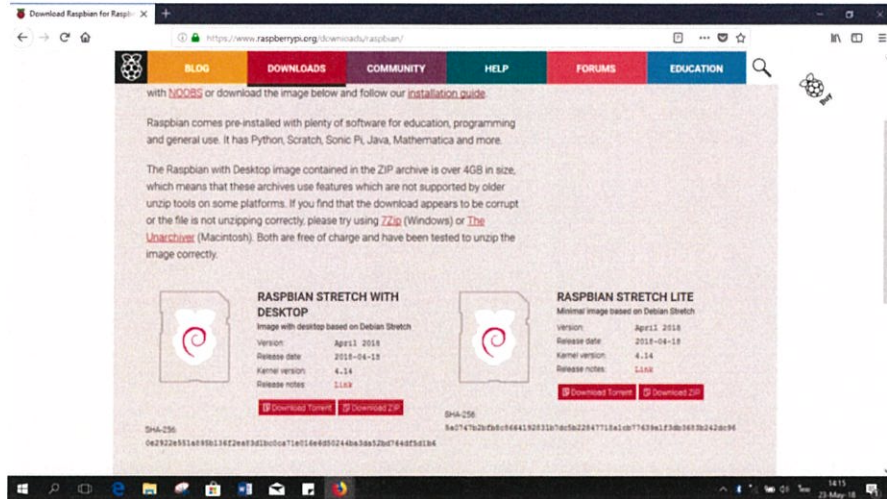 Download Raspbian for Raspbe
https://www.raspberrypi.org/downloads/raspbian/
BLOG DOWNLOADS COMMUNITY HELP FORUMS EDUCATION
Buy
with NOOBS or download the image below and follow our installation guide.
Raspbian comes pre-installed with plenty of software for education, programming
and general use. It has Python, Scratch, Sonic Pi, Java, Mathematica and more.
The Raspbian with Desktop image contained in the ZIP archive is over 4GB in size,
which means that these archives use features which are not supported by older
unzip tools on some platforms. If you find that the download appears to be corrupt
or the file is not unzipping correctly, please try using 7Zip (Windows) or The
Unarchiver (Macintosh). Both are free of charge and have been tested to unzip the
image correctly.
RASPBIAN STRETCH WITH
DESKTOP
Image with desktop based on Debian Stretch
Version: April 2018
Release date: 2018-04-18
Kernel version: 4.14
Release notes: Link
Download Torrent Download ZIP
SHA-256:
RASPBIAN STRETCH LITE
Minimal image based on Debian Stretch
Version: April 2018
Release date: 2018-04-18
Kernel version: 4.14
Release notes: Link
Download Torrent Download ZIP
SHA-256:
14:15
23-May-18